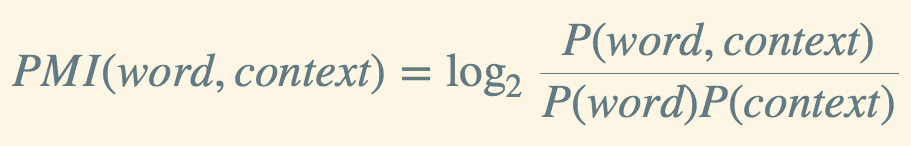 PMI(word, context) = log₂ P(word, context) / P(word)P(context)